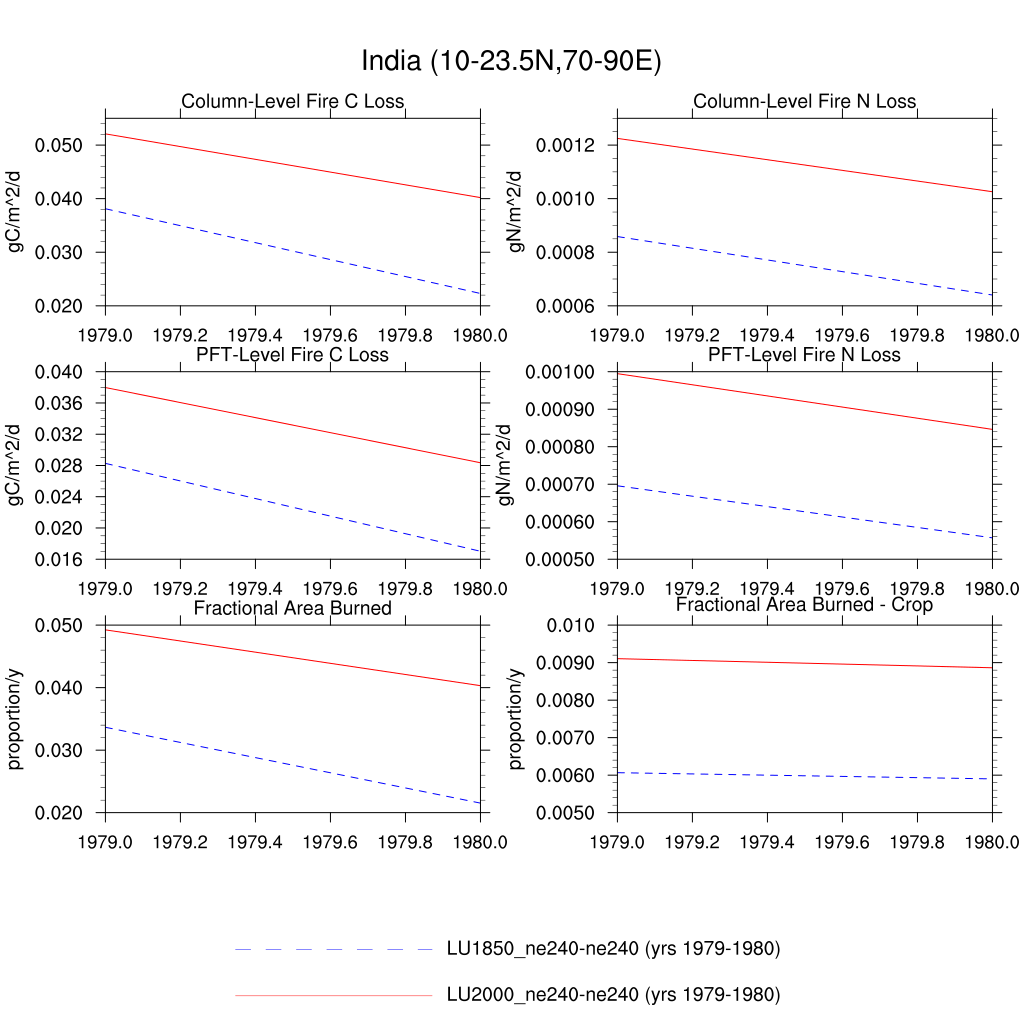 India (10-23.5N,70-90E)
Column-Level Fire C Loss
gC/m^2/d
0.050
0.040
0.030
0.020
1979.0 1979.2 1979.4 1979.6 1979.8 1980.0
Column-Level Fire N Loss
gN/m^2/d
0.0012
0.0010
0.0008
0.0006
1979.0 1979.2 1979.4 1979.6 1979.8 1980.0
PFT-Level Fire C Loss
gC/m^2/d
0.040
0.036
0.032
0.028
0.024
0.020
0.016
1979.0 1979.2 1979.4 1979.6 1979.8 1980.0
PFT-Level Fire N Loss
gN/m^2/d
0.00100
0.00090
0.00080
0.00070
0.00060
0.00050
1979.0 1979.2 1979.4 1979.6 1979.8 1980.0
Fractional Area Burned
proportion/y
0.050
0.040
0.030
0.020
1979.0 1979.2 1979.4 1979.6 1979.8 1980.0
Fractional Area Burned - Crop
proportion/y
0.010
0.0090
0.0080
0.0070
0.0060
0.0050
1979.0 1979.2 1979.4 1979.6 1979.8 1980.0
LU1850_ne240-ne240 (yrs 1979-1980)
LU2000_ne240-ne240 (yrs 1979-1980)